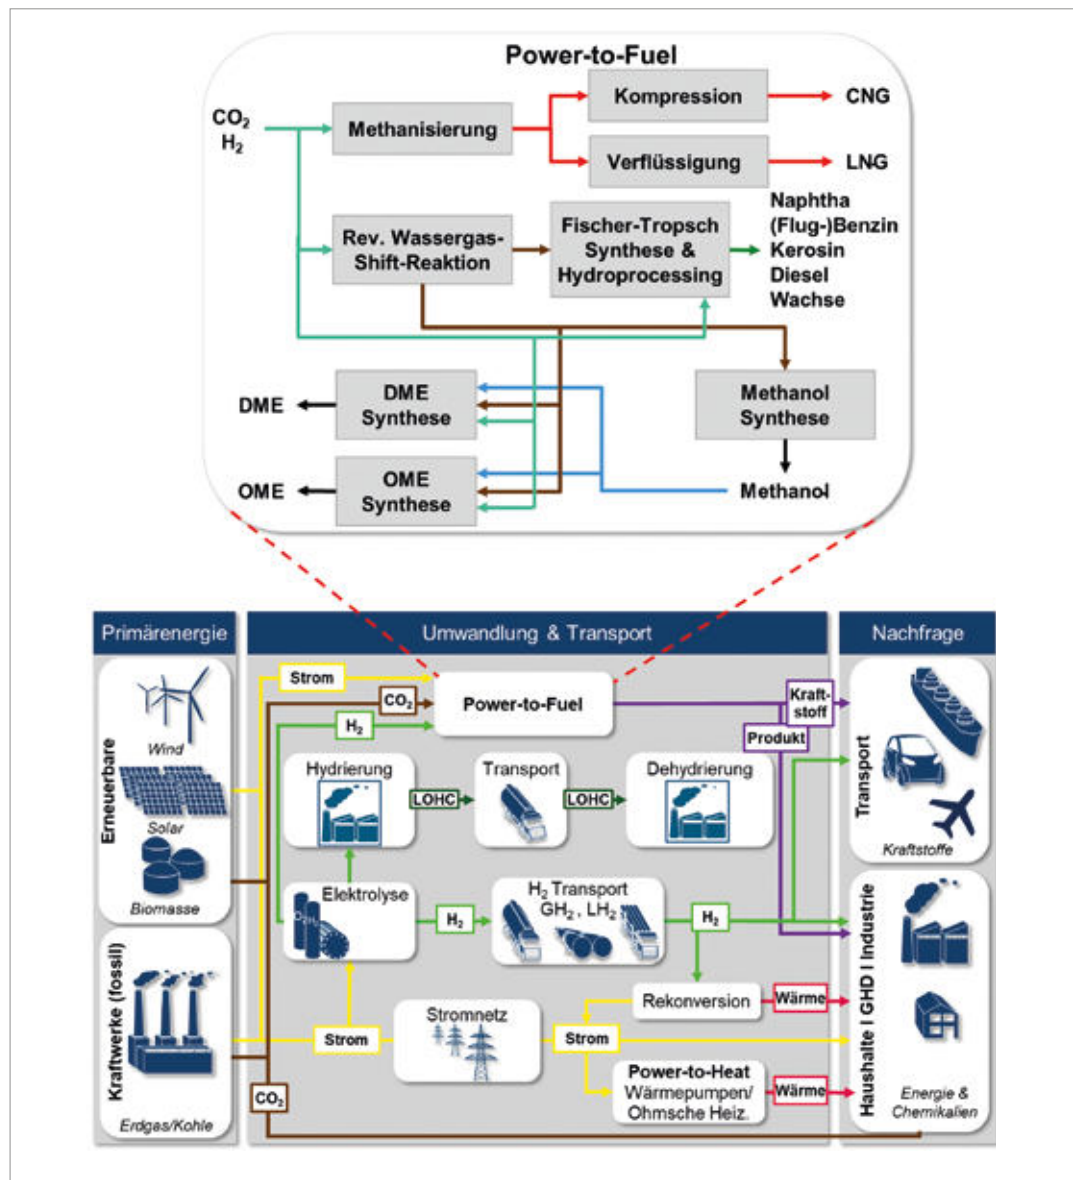 Power-to-Fuel
CO₂
H₂
Methanisierung
Kompression
CNG
Verflüssigung
LNG
Rev. Wassergas-
Shift-Reaktion
Fischer-Tropsch
Synthese &
Hydroprocessing
Naphtha
(Flug-)Benzin
Kerosin
Diesel
Wachse
DME
DME
Synthese
Methanol
Synthese
OME
OME
Synthese
Methanol
Primärenergie
Umwandlung & Transport
Nachfrage
Erneuerbare
Wind
Solar
Biomasse
Kraftwerke (fossil)
Erdgas/Kohle
Strom
CO₂
H₂
Power-to-Fuel
Kraft-
stoff
Produkt
Hydrierung
LOHC
Transport
LOHC
Dehydrierung
Elektrolyse
O₂H₂
H₂
H₂ Transport
GH₂ , LH₂
H₂
Rekonversion
Wärme
Strom
Stromnetz
Strom
Power-to-Heat
Wärmepumpen/
Ohmsche Heiz.
Wärme
CO₂
Transport
Kraftstoffe
Haushalte I GHD I Industrie
Energie &
Chemikalien